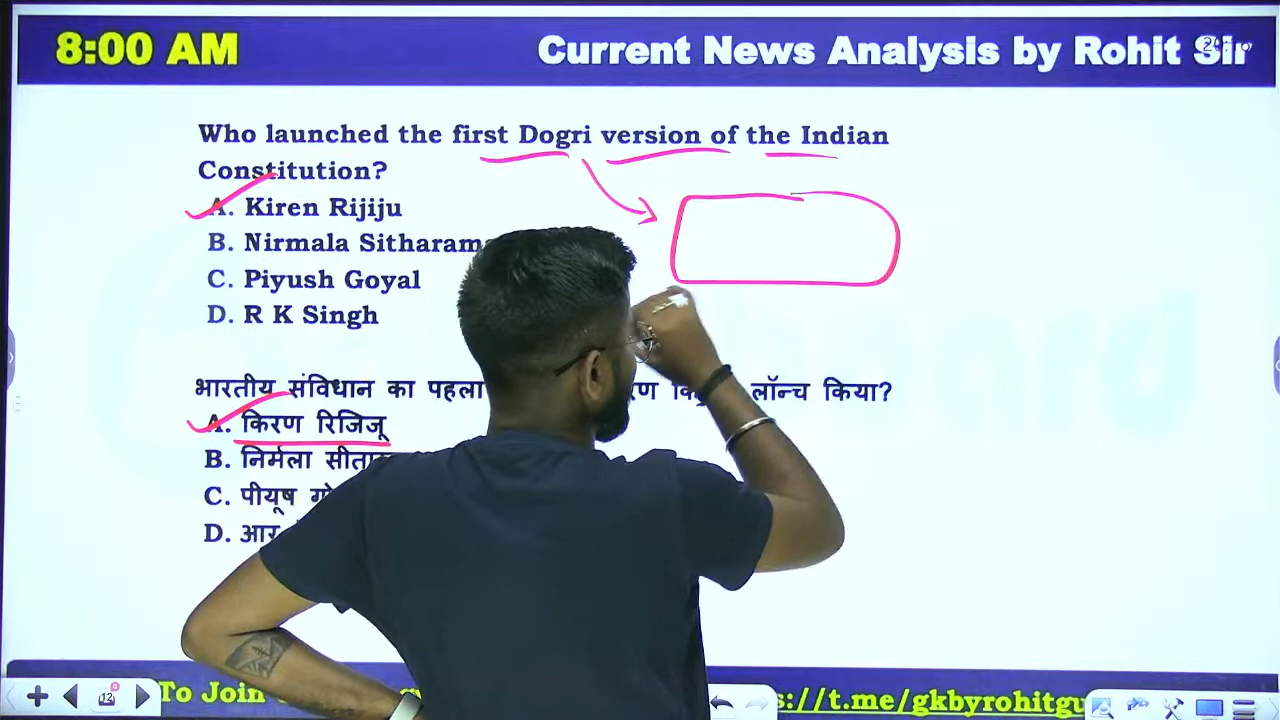 8:00 AM
Current News Analysis by Rohit Sir
Who launched the first Dogri version of the Indian
Constitution?
A. Kiren Rijiju
B. Nirmala
C. Piyush Goyal
D. R K Singh
भारतीय संविधान का पहला लॉन्च किया?
A. किरण रिजिजू
B. निर्मला
C. पीयूष
D. आर
12
To Join
s://t.me/gkbyrohitgu